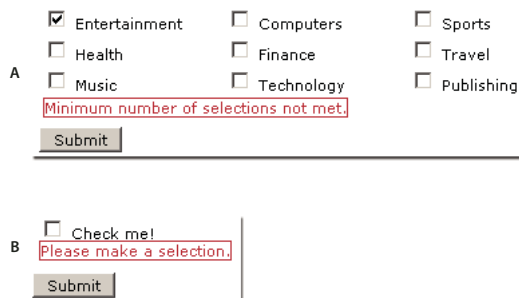 Entertainment Computers Sports
Health Finance Travel
A
Music Technology Publishing
Minimum number of selections not met.
Submit
Check me!
B
Please make a selection.
Submit